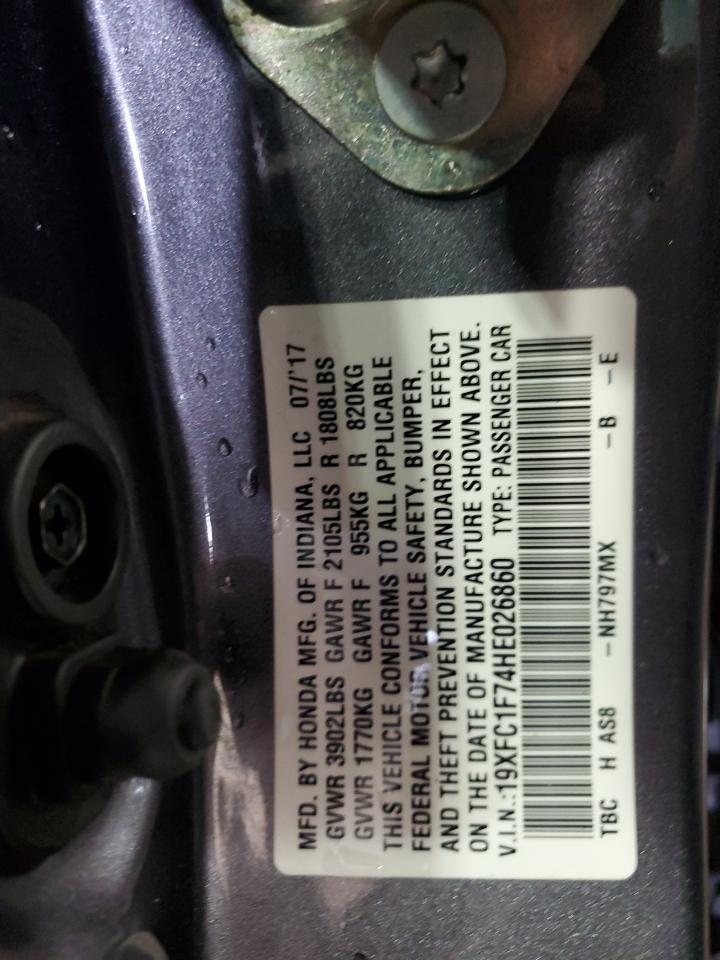 MFD. BY HONDA MFG. OF INDIANA, LLC 07/'17
GVWR 3902LBS GAWR F 2105LBS R 1808LBS
GVWR 1770KG GAWR F 955KG R 820KG
THIS VEHICLE CONFORMS TO ALL APPLICABLE
FEDERAL MOTOR VEHICLE SAFETY, BUMPER,
AND THEFT PREVENTION STANDARDS IN EFFECT
ON THE DATE OF MANUFACTURE SHOWN ABOVE.
V.I.N.:19XFC1F74HE026860 TYPE: PASSENGER CAR
TBC H AS8 -NH797MX -B -E